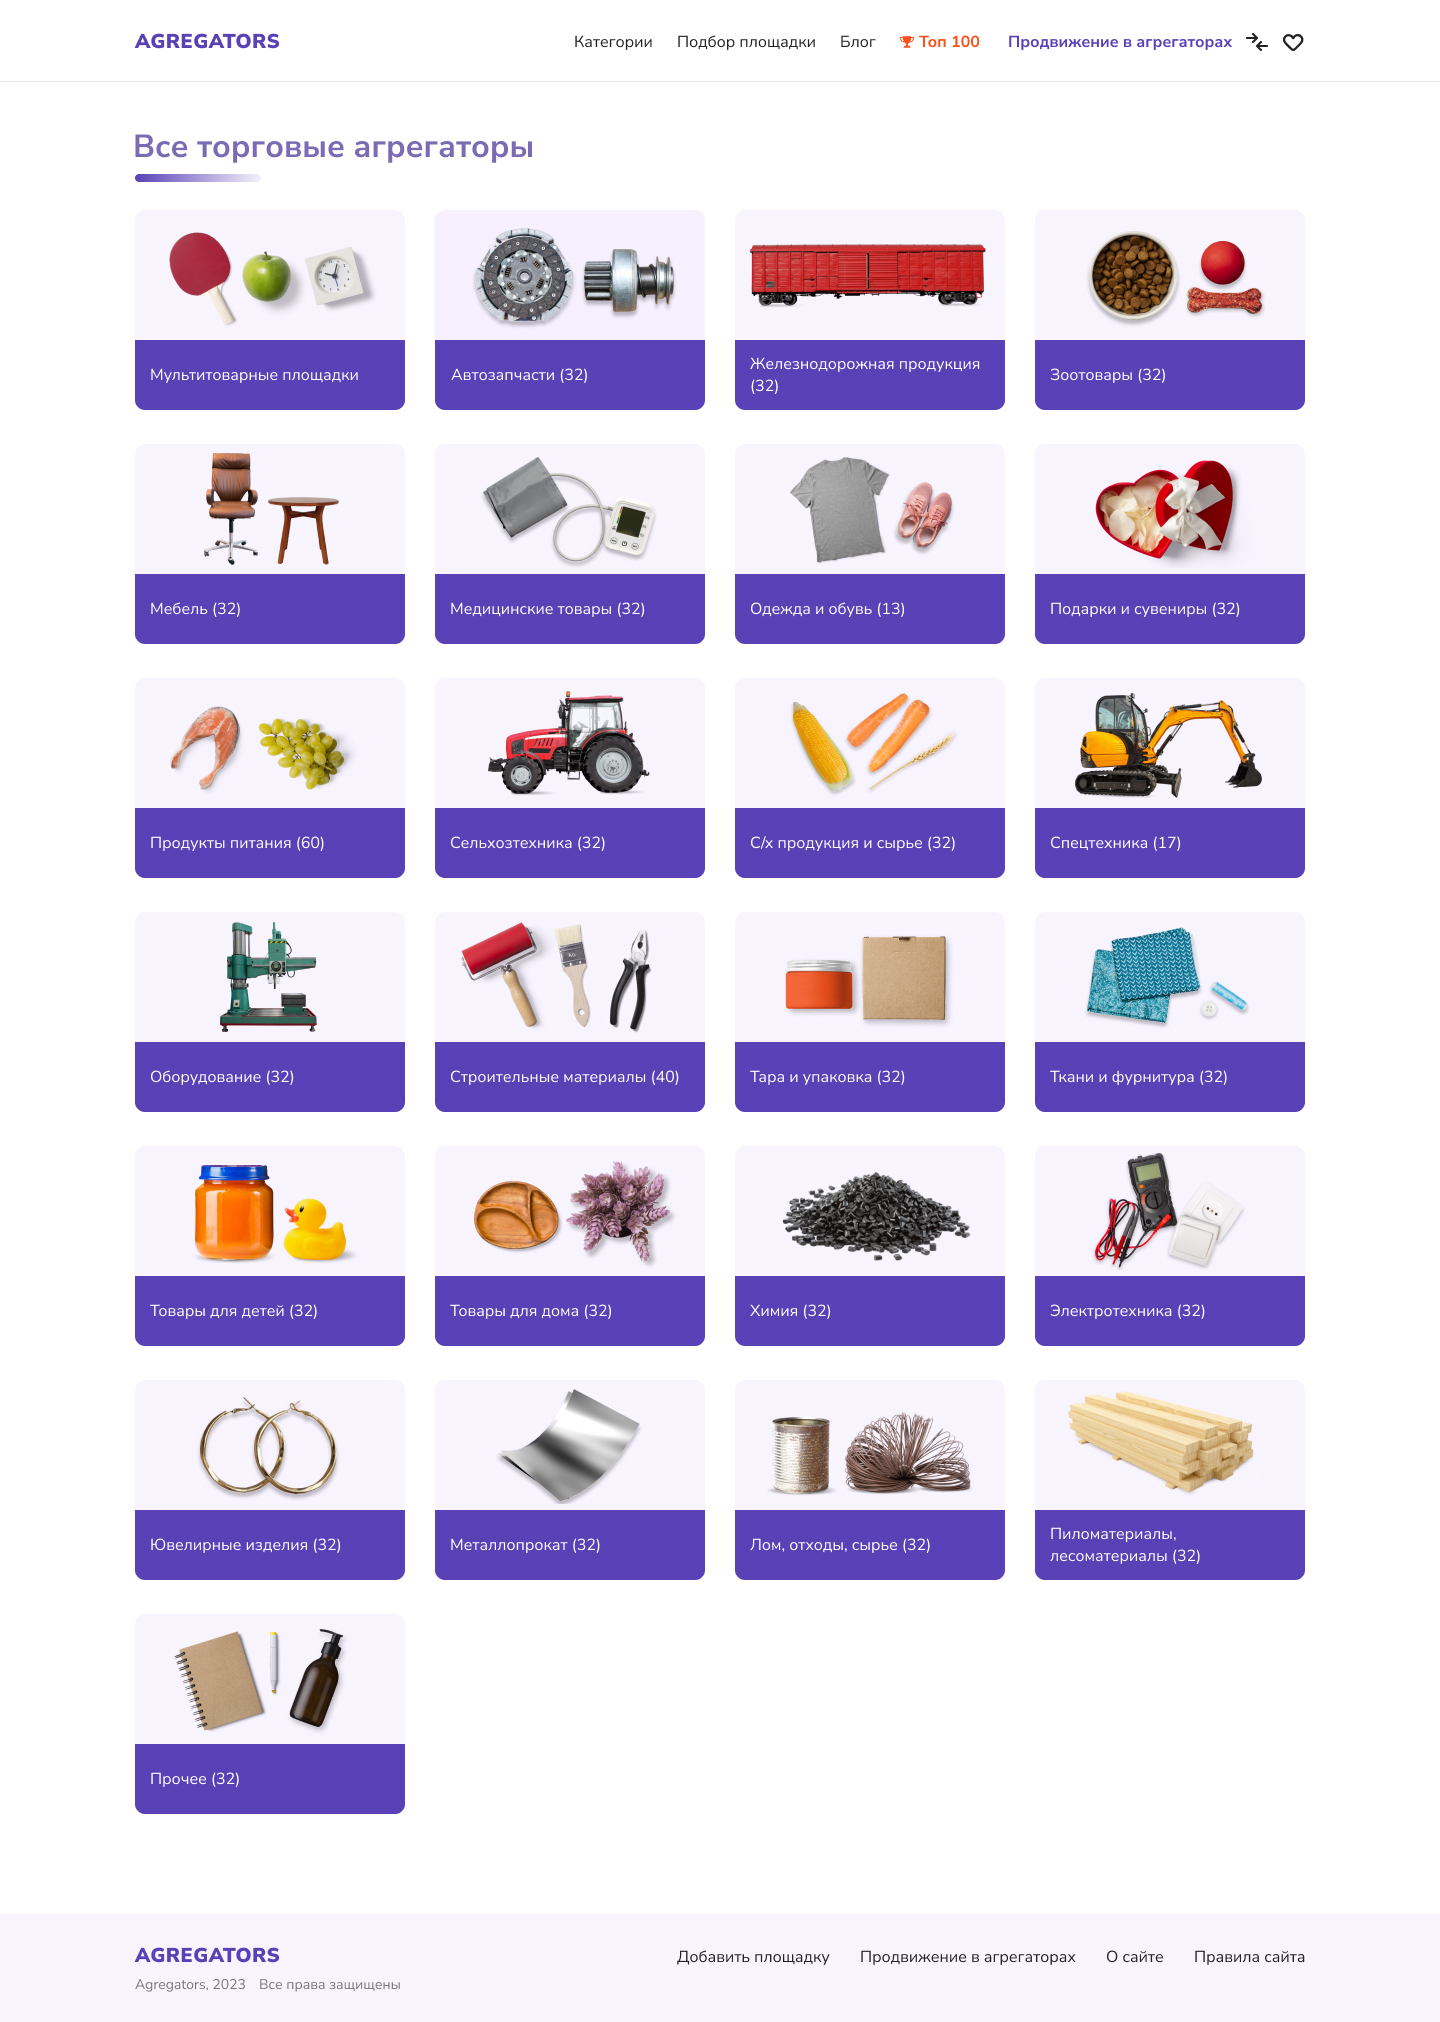 AGREGATORS
Категории Подбор площадки Блог Топ 100 Продвижение в агрегаторах
Все торговые агрегаторы
Мультитоварные площадки
Автозапчасти (32)
Железнодорожная продукция
(32)
Зоотовары (32)
Мебель (32)
Медицинские товары (32)
Одежда и обувь (13)
Подарки и сувениры (32)
Продукты питания (60)
Сельхозтехника (32)
С/х продукция и сырье (32)
Спецтехника (17)
Оборудование (32)
Строительные материалы (40)
Тара и упаковка (32)
Ткани и фурнитура (32)
Товары для детей (32)
Товары для дома (32)
Химия (32)
Электротехника (32)
Ювелирные изделия (32)
Металлопрокат (32)
Лом, отходы, сырье (32)
Пиломатериалы,
лесоматериалы (32)
Прочее (32)
AGREGATORS
Agregators, 2023 Все права защищены
Добавить площадку Продвижение в агрегаторах О сайте Правила сайта